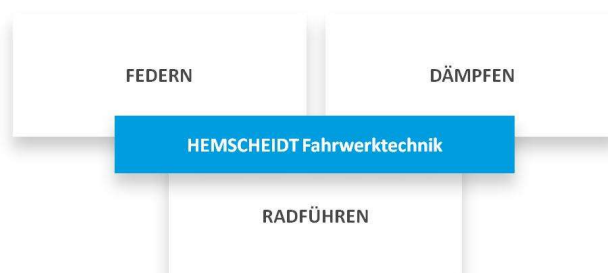 FEDERN
DÄMPFEN
HEMSCHEIDT Fahrwerktechnik
RADFÜHREN